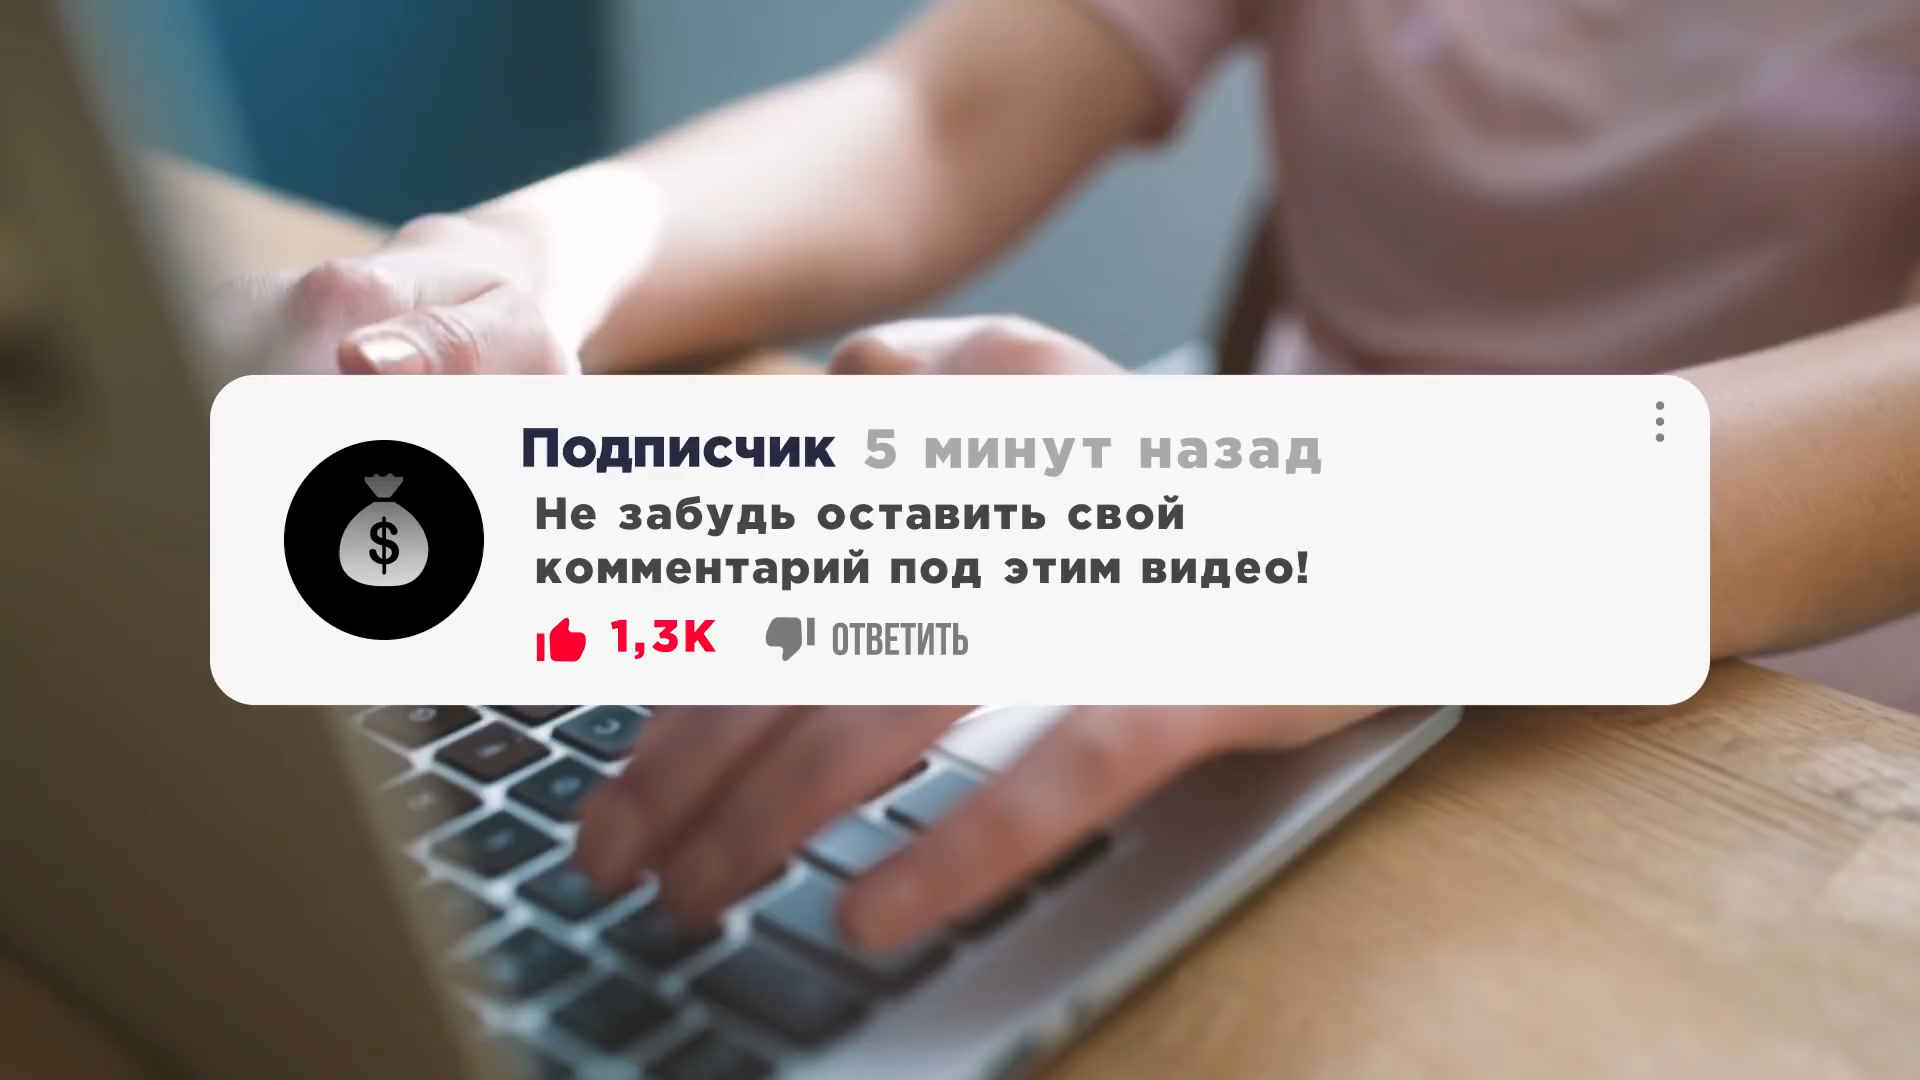 $
Подписчик 5 минут назад
Не забудь оставить свой
комментарий под этим видео!
1,3K ОТВЕТИТЬ